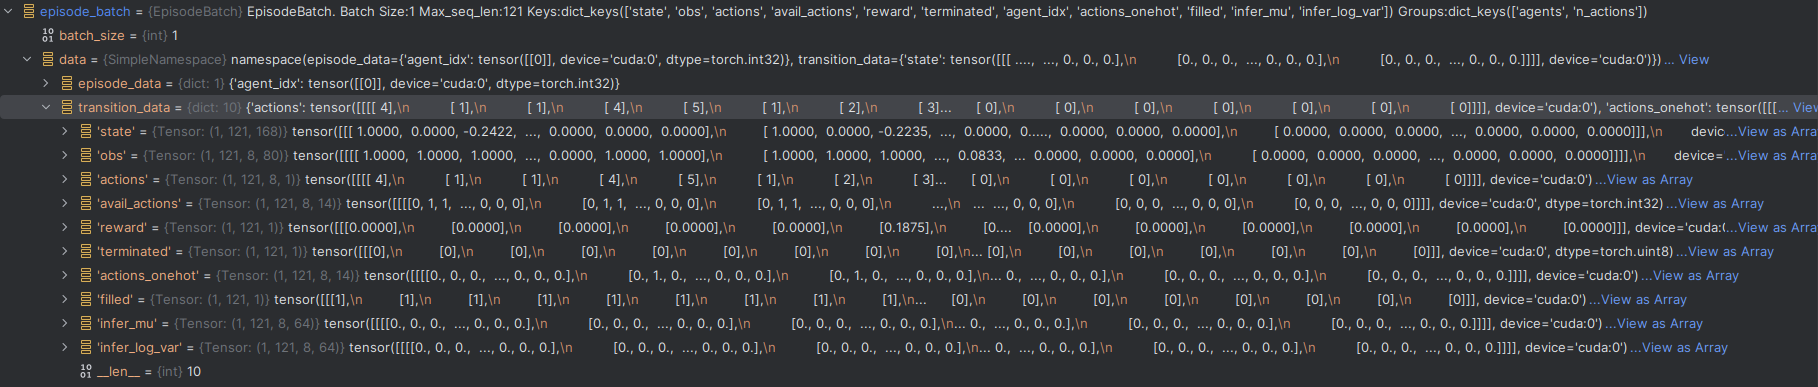 episode_batch = {EpisodeBatch} EpisodeBatch. Batch Size:1 Max_seq_len:121 Keys:dict_keys(['state', 'obs', 'actions', 'avail_actions', 'reward', 'terminated', 'agent_idx', 'actions_onehot', 'filled', 'infer_mu', 'infer_log_var']) Groups:dict_keys(['agents', 'n_actions'])
10 01 batch_size = {int} 1
data = {SimpleNamespace} namespace(episode_data={'agent_idx': tensor([[0]], device='cuda:0', dtype=torch.int32)}, transition_data={'state': tensor([[[ ...., ..., 0., 0., 0.],\n [0., 0., 0., ..., 0., 0., 0.],\n [0., 0., 0., ..., 0., 0., 0.]]]], device='cuda:0')}) ... View
episode_data = {dict: 1} {'agent_idx': tensor([[0]], device='cuda:0', dtype=torch.int32)}
transition_data = {dict: 10} {'actions': tensor([[[[ 4],\n [ 1],\n [ 1],\n [ 4],\n [ 5],\n [ 1],\n [ 2],\n [ 3]... [ 0],\n [ 0],\n [ 0],\n [ 0],\n [ 0],\n [ 0],\n [ 0]]]], device='cuda:0'), 'actions_onehot': tensor([[[... View
'state' = {Tensor: (1, 121, 168)} tensor([[[ 1.0000, 0.0000, -0.2422, ..., 0.0000, 0.0000, 0.0000],\n [ 1.0000, 0.0000, -0.2235, ..., 0.0000, 0.0....., 0.0000, 0.0000, 0.0000],\n [ 0.0000, 0.0000, 0.0000, ..., 0.0000, 0.0000, 0.0000]]],\n devic...View as Array
'obs' = {Tensor: (1, 121, 8, 80)} tensor([[[[ 1.0000, 1.0000, 1.0000, ..., 0.0000, 1.0000, 1.0000],\n [ 1.0000, 1.0000, 1.0000, ..., 0.0833, ... 0.0000, 0.0000, 0.0000],\n [ 0.0000, 0.0000, 0.0000, ..., 0.0000, 0.0000, 0.0000]]]],\n device=...View as Array
'actions' = {Tensor: (1, 121, 8, 1)} tensor([[[[ 4],\n [ 1],\n [ 1],\n [ 4],\n [ 5],\n [ 1],\n [ 2],\n [ 3]... [ 0],\n [ 0],\n [ 0],\n [ 0],\n [ 0],\n [ 0],\n [ 0]]]], device='cuda:0') ...View as Array
'avail_actions' = {Tensor: (1, 121, 8, 14)} tensor([[[[0, 1, 1, ..., 0, 0, 0],\n [0, 1, 1, ..., 0, 0, 0],\n [0, 1, 1, ..., 0, 0, 0],\n ...,\n ... ..., 0, 0, 0],\n [0, 0, 0, ..., 0, 0, 0],\n [0, 0, 0, ..., 0, 0, 0]]]], device='cuda:0', dtype=torch.int32) ...View as Array
'reward' = {Tensor: (1, 121, 1)} tensor([[[0.0000],\n [0.0000],\n [0.0000],\n [0.0000],\n [0.0000],\n [0.1875],\n [0.... [0.0000],\n [0.0000],\n [0.0000],\n [0.0000],\n [0.0000],\n [0.0000]]], device='cuda:(...View as Array
'terminated' = {Tensor: (1, 121, 1)} tensor([[[0],\n [0],\n [0],\n [0],\n [0],\n [0],\n [0],\n [0],\n [0],\n... [0],\n [0],\n [0],\n [0],\n [0],\n [0],\n [0]]], device='cuda:0', dtype=torch.uint8) ...View as Array
'actions_onehot' = {Tensor: (1, 121, 8, 14)} tensor([[[[0., 0., 0., ..., 0., 0., 0.],\n [0., 1., 0., ..., 0., 0., 0.],\n [0., 1., 0., ..., 0., 0., 0.],\n... 0., ..., 0., 0., 0.],\n [0., 0., 0., ..., 0., 0., 0.],\n [0., 0., 0., ..., 0., 0., 0.]]]], device='cuda:0') ...View as Array
'filled' = {Tensor: (1, 121, 1)} tensor([[[1],\n [1],\n [1],\n [1],\n [1],\n [1],\n [1],\n [1],\n [1],\n... [0],\n [0],\n [0],\n [0],\n [0],\n [0],\n [0]]], device='cuda:0') ...View as Array
'infer_mu' = {Tensor: (1, 121, 8, 64)} tensor([[[[0., 0., 0., ..., 0., 0., 0.],\n [0., 0., 0., ..., 0., 0., 0.],\n [0., 0., 0., ..., 0., 0., 0.],\n... 0., ..., 0., 0., 0.],\n [0., 0., 0., ..., 0., 0., 0.],\n [0., 0., 0., ..., 0., 0., 0.]]]], device='cuda:0') ...View as Array
'infer_log_var' = {Tensor: (1, 121, 8, 64)} tensor([[[[0., 0., 0., ..., 0., 0., 0.],\n [0., 0., 0., ..., 0., 0., 0.],\n [0., 0., 0., ..., 0., 0., 0.],\n... 0., ..., 0., 0., 0.],\n [0., 0., 0., ..., 0., 0., 0.],\n [0., 0., 0., ..., 0., 0., 0.]]]], device='cuda:0') ...View as Array
10 01 __len__ = {int} 10